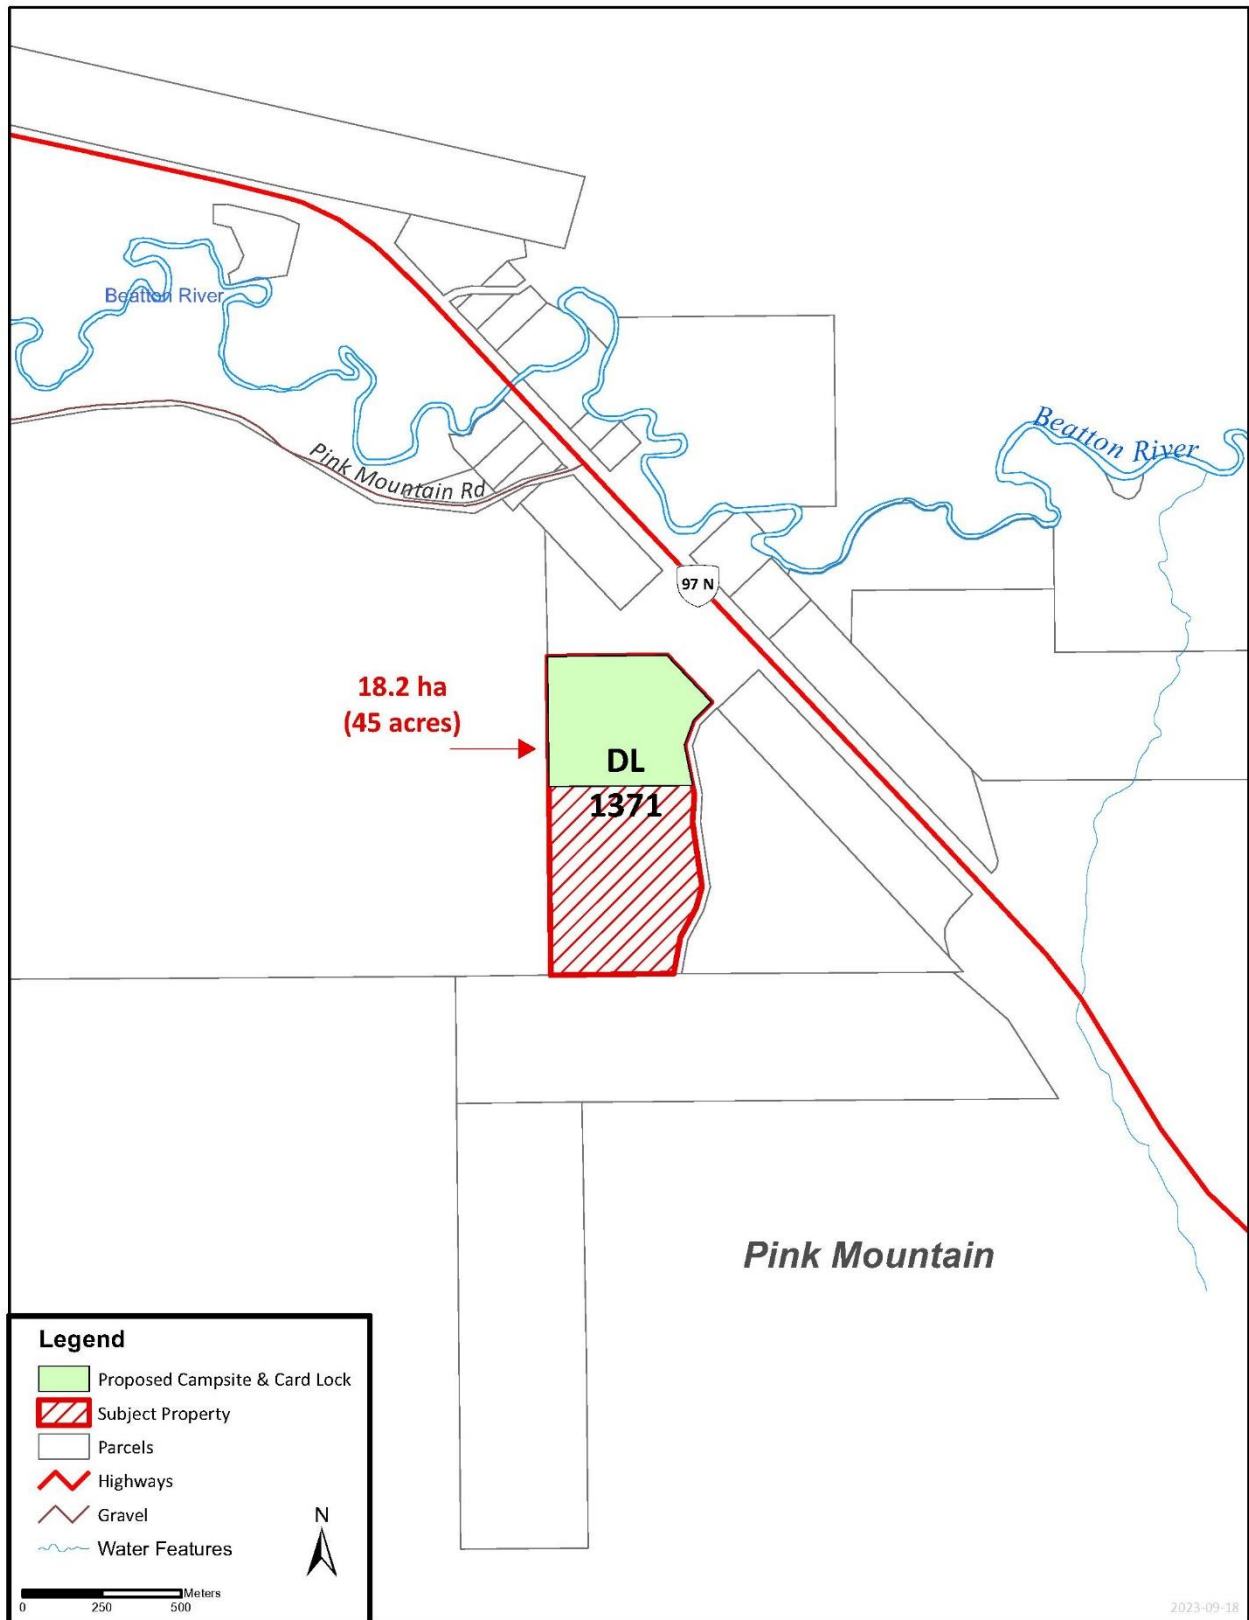 Beatton River
Beatton River
Pink Mountain Rd
97 N
18.2 ha
(45 acres)
DL
1371
Pink Mountain
Legend
Proposed Campsite & Card Lock
Subject Property
Parcels
Highways
Gravel
Water Features
N
Meters
0 250 500
2023-09-18